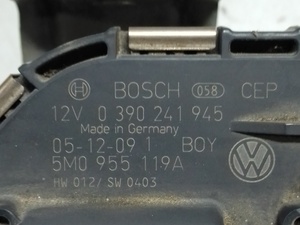 BOSCH 058 CEP
12V 0 390 241 945
Made in Germany
05-12-09 1 BOY
5M0 955 119A
HW 012/ SW 0403